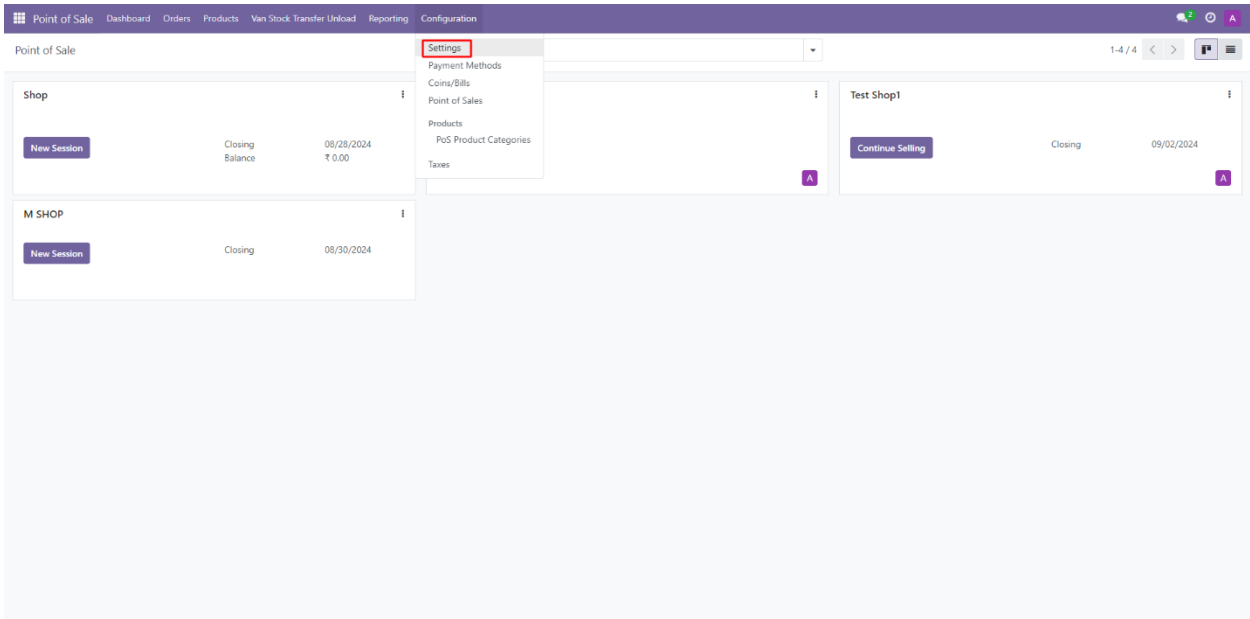 Point of Sale Dashboard Orders Products Van Stock Transfer Unload Reporting Configuration 2 A
Point of Sale 1-4 / 4
Settings
Payment Methods
Coins/Bills
Point of Sales
Products
PoS Product Categories
Taxes
Shop
New Session Closing 08/28/2024
Balance ₹ 0.00
A
Test Shop1
Continue Selling Closing 09/02/2024
A
M SHOP
New Session Closing 08/30/2024